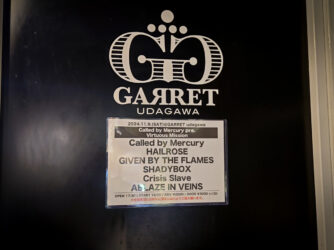 GAЯRET
UDAGAWA
Called by Mercury pre.
Virtuous Mission
Called by Mercury
HAILROSE
GIVEN BY THE FLAMES
SHADYBOX
Crisis Slave
ABLAZE IN VEINS